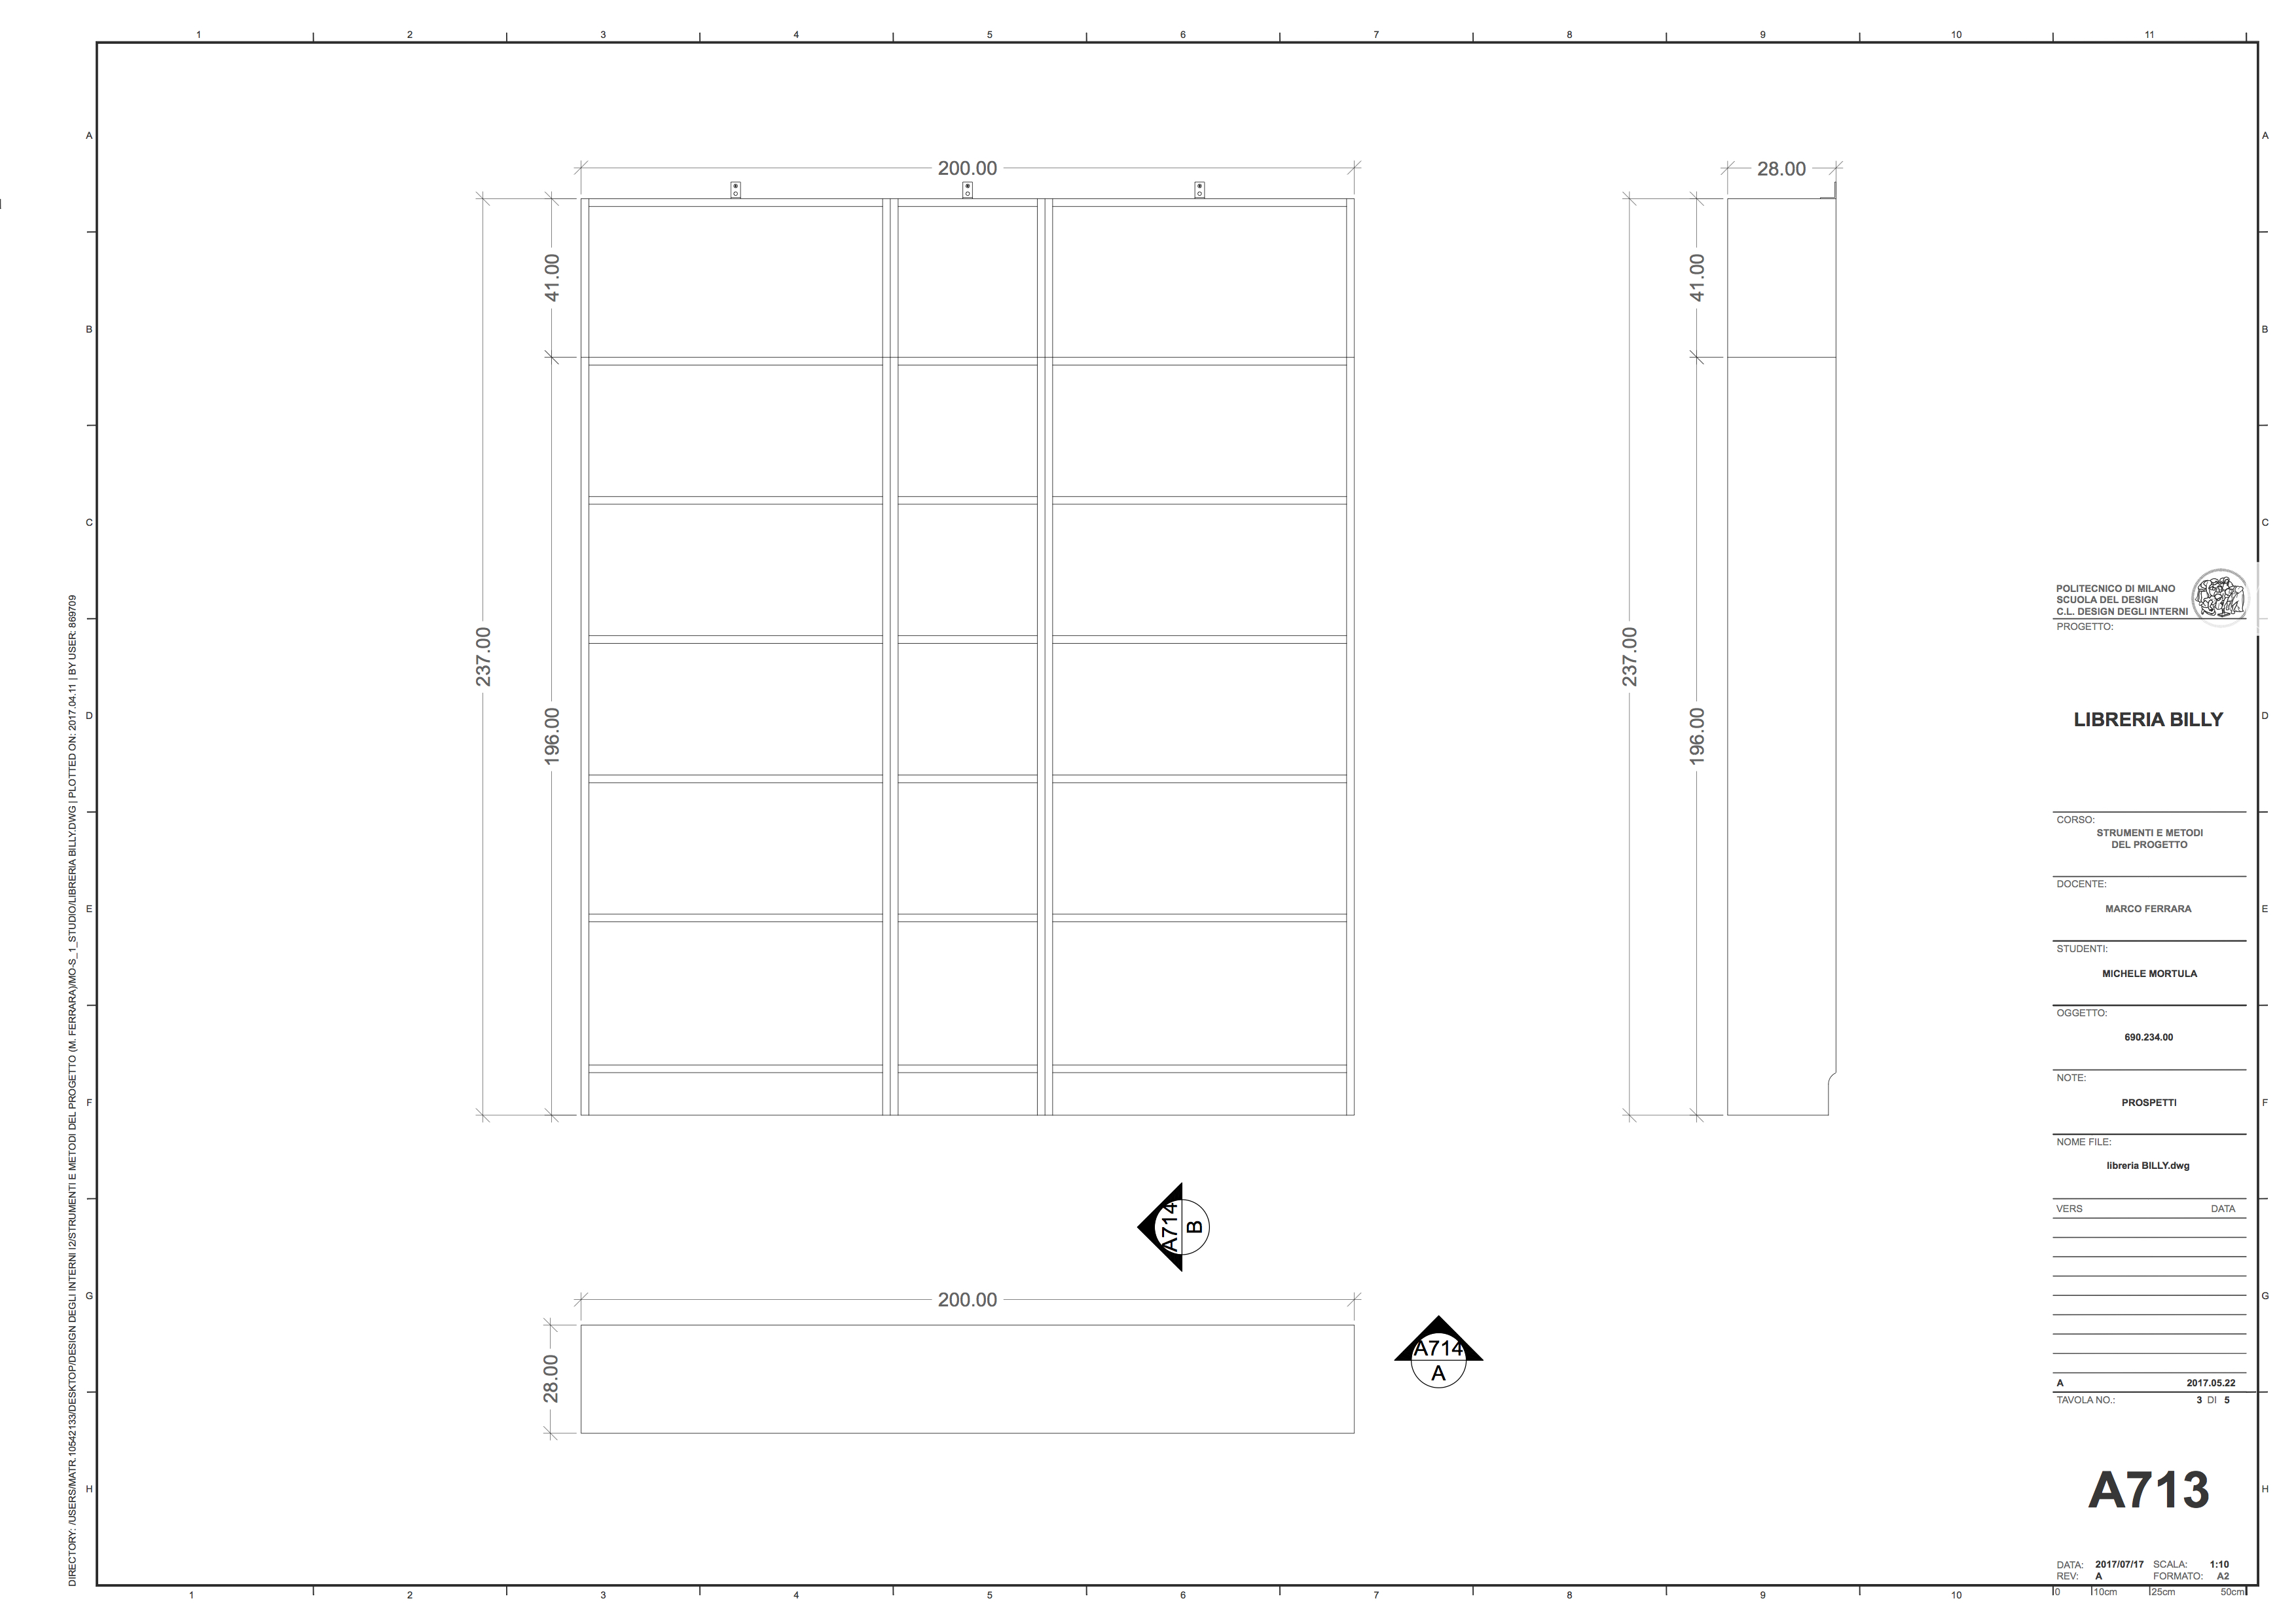 1 2 3 4 5 6 7 8 9 10 11
A
B
C
D
E
F
G
H
A
B
C
D
E
F
G
H
DIRECTORY: /USERS/MATR.10542133/DESKTOP/DESIGN DEGLI INTERNI I2/STRUMENTI E METODI DEL PROGETTO (M. FERRARA)/MO-S_1_STUDIO/LIBRERIA BILLY.DWG | PLOTTED ON: 2017.04.11 | BY USER: 869709
200.00
41.00
237.00
196.00
28.00
41.00
237.00
196.00
A714
B
200.00
28.00
A714
A
POLITECNICO DI MILANO
SCUOLA DEL DESIGN
C.L. DESIGN DEGLI INTERNI
PROGETTO:
LIBRERIA BILLY
CORSO:
STRUMENTI E METODI
DEL PROGETTO
DOCENTE:
MARCO FERRARA
STUDENTI:
MICHELE MORTULA
OGGETTO:
690.234.00
NOTE:
PROSPETTI
NOME FILE:
libreria BILLY.dwg
VERS DATA
A 2017.05.22
TAVOLA NO.: 3 DI 5
A713
DATA: 2017/07/17 SCALA: 1:10
REV: A FORMATO: A2
0 10cm 25cm 50cm
1 2 3 4 5 6 7 8 9 10